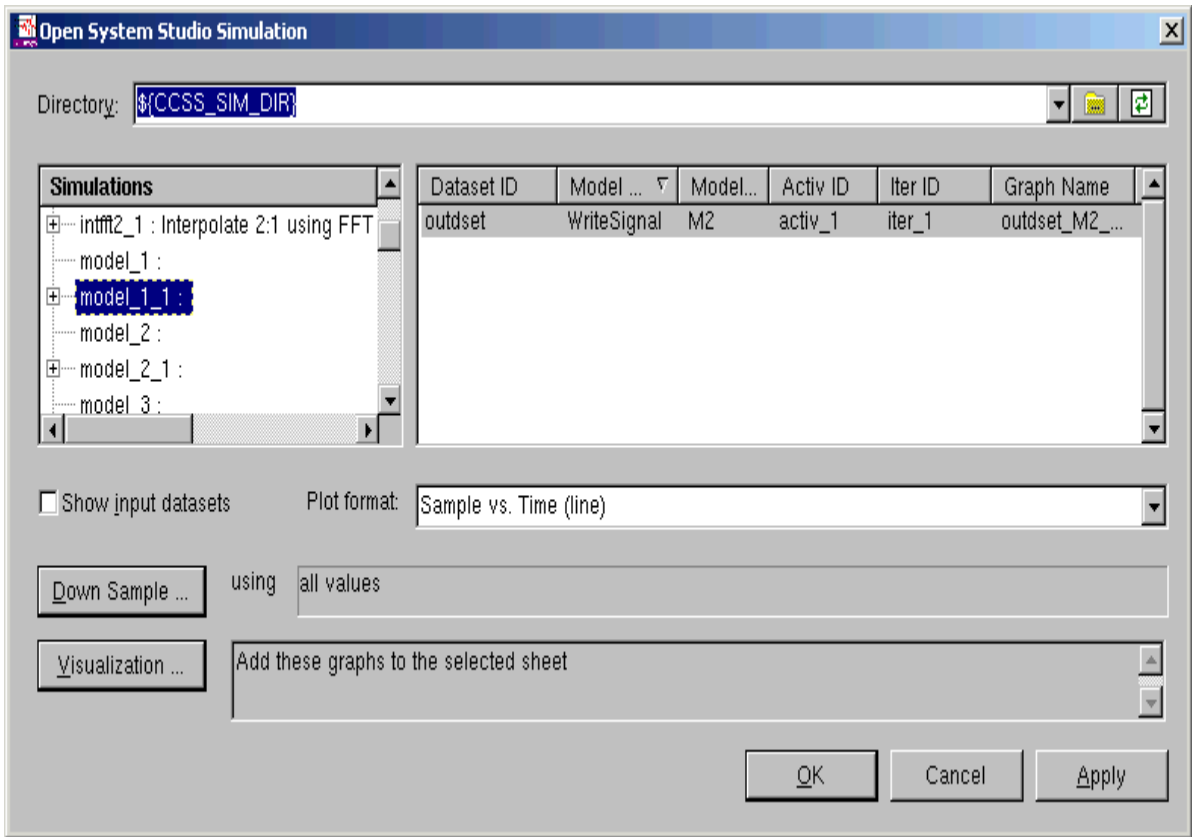 Open System Studio Simulation
Directory: ${CCSS_SIM_DIR}
Simulations
intfft2_1 : Interpolate 2:1 using FFT
model_1 :
model_1_1 :
model_2 :
model_2_1 :
model_3 :
Dataset ID Model ... Model... Activ ID Iter ID Graph Name
outdset WriteSignal M2 activ_1 iter_1 outdset_M2_...
Show input datasets Plot format: Sample vs. Time (line)
Down Sample ... using all values
Visualization ... Add these graphs to the selected sheet
OK Cancel Apply